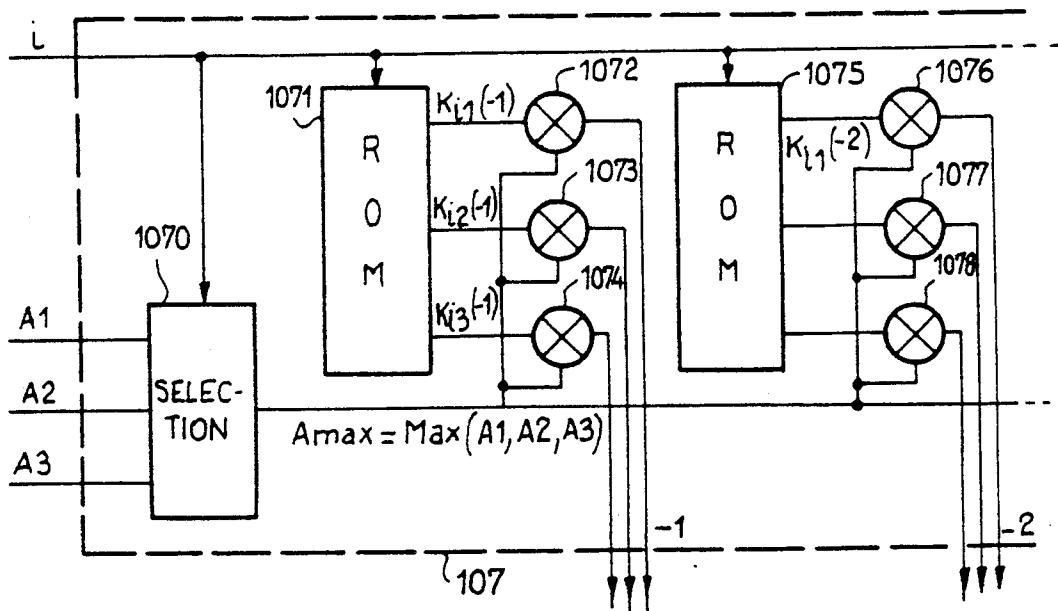 i
1070
A1
A2
A3
SELEC-
TION
1071
R
O
M
Ki1(-1)
Ki2(-1)
Ki3(-1)
1072
1073
1074
Amax=Max(A1,A2,A3)
-1
1075
R
O
M
Ki1(-2)
1076
1077
1078
-2
107